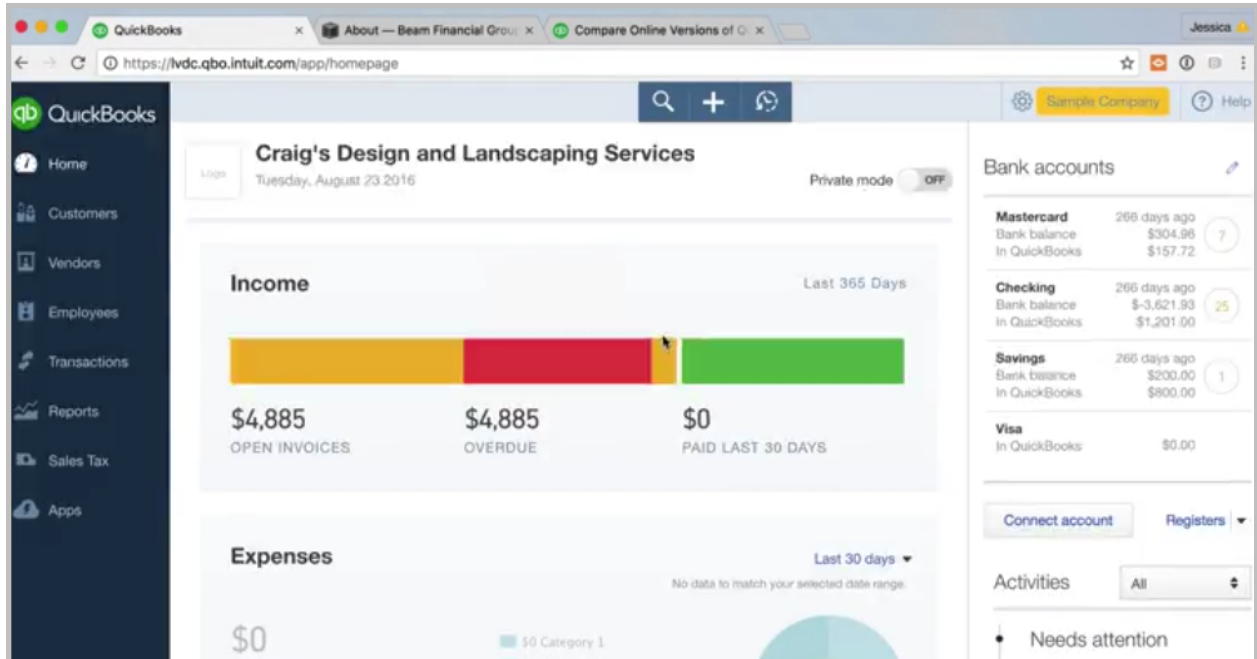 QuickBooks
About — Beam Financial Grou
Compare Online Versions of Q
Jessica
https://lvdc.qbo.intuit.com/app/homepage
qb QuickBooks
Sample Company
Help
Home
Customers
Vendors
Employees
Transactions
Reports
Sales Tax
Apps
Logo
Craig's Design and Landscaping Services
Tuesday, August 23 2016
Private mode OFF
Income
Last 365 Days
$4,885
OPEN INVOICES
$4,885
OVERDUE
$0
PAID LAST 30 DAYS
Expenses
Last 30 days
No data to match your selected date range.
$0
$0 Category 1
Bank accounts
Mastercard 266 days ago
Bank balance $304.96 7
In QuickBooks $157.72
Checking 266 days ago
Bank balance $-3,621.93 25
In QuickBooks $1,201.00
Savings 266 days ago
Bank balance $200.00 1
In QuickBooks $800.00
Visa
In QuickBooks $0.00
Connect account Registers
Activities All
Needs attention